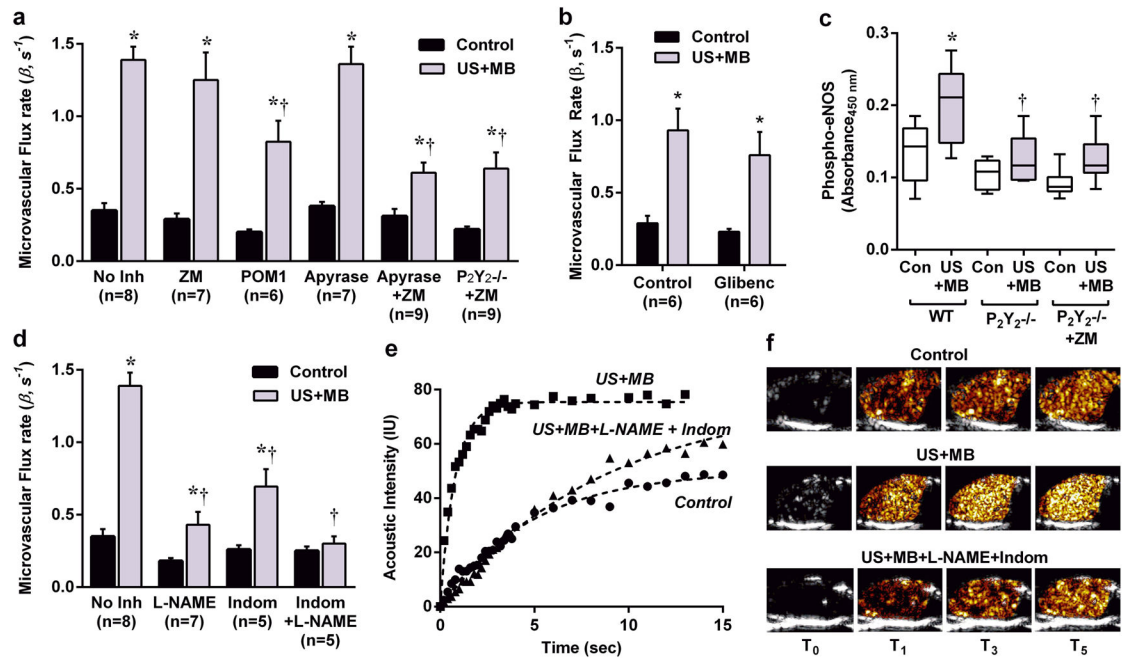 a
Microvascular Flux rate (β, s⁻¹)
1.5
1.0
0.5
0.0
Control
US+MB
*
*
*†
*
*†
*†
No Inh
(n=8)
ZM
(n=7)
POM1
(n=6)
Apyrase
(n=7)
Apyrase
+ZM
(n=9)
P₂Y₂-/-
+ZM
(n=9)
b
Microvascular Flux Rate (β, s⁻¹)
1.5
1.0
0.5
0.0
Control
US+MB
*
*
Control
(n=6)
Glibenc
(n=6)
c
Phospho-eNOS
(Absorbance450 nm)
0.3
0.2
0.1
0.0
*
†
†
Con
US
+MB
Con
US
+MB
Con
US
+MB
WT
P₂Y₂-/-
P₂Y₂-/-
+ZM
d
Microvascular Flux rate (β, s⁻¹)
1.5
1.0
0.5
0.0
Control
US+MB
*
*†
*†
†
No Inh
(n=8)
L-NAME
(n=7)
Indom
(n=5)
Indom
+L-NAME
(n=5)
e
Acoustic Intensity (IU)
80
60
40
20
0
US+MB
US+MB+L-NAME + Indom
Control
0
5
10
15
Time (sec)
f
Control
US+MB
US+MB+L-NAME+Indom
T₀
T₁
T₃
T₅